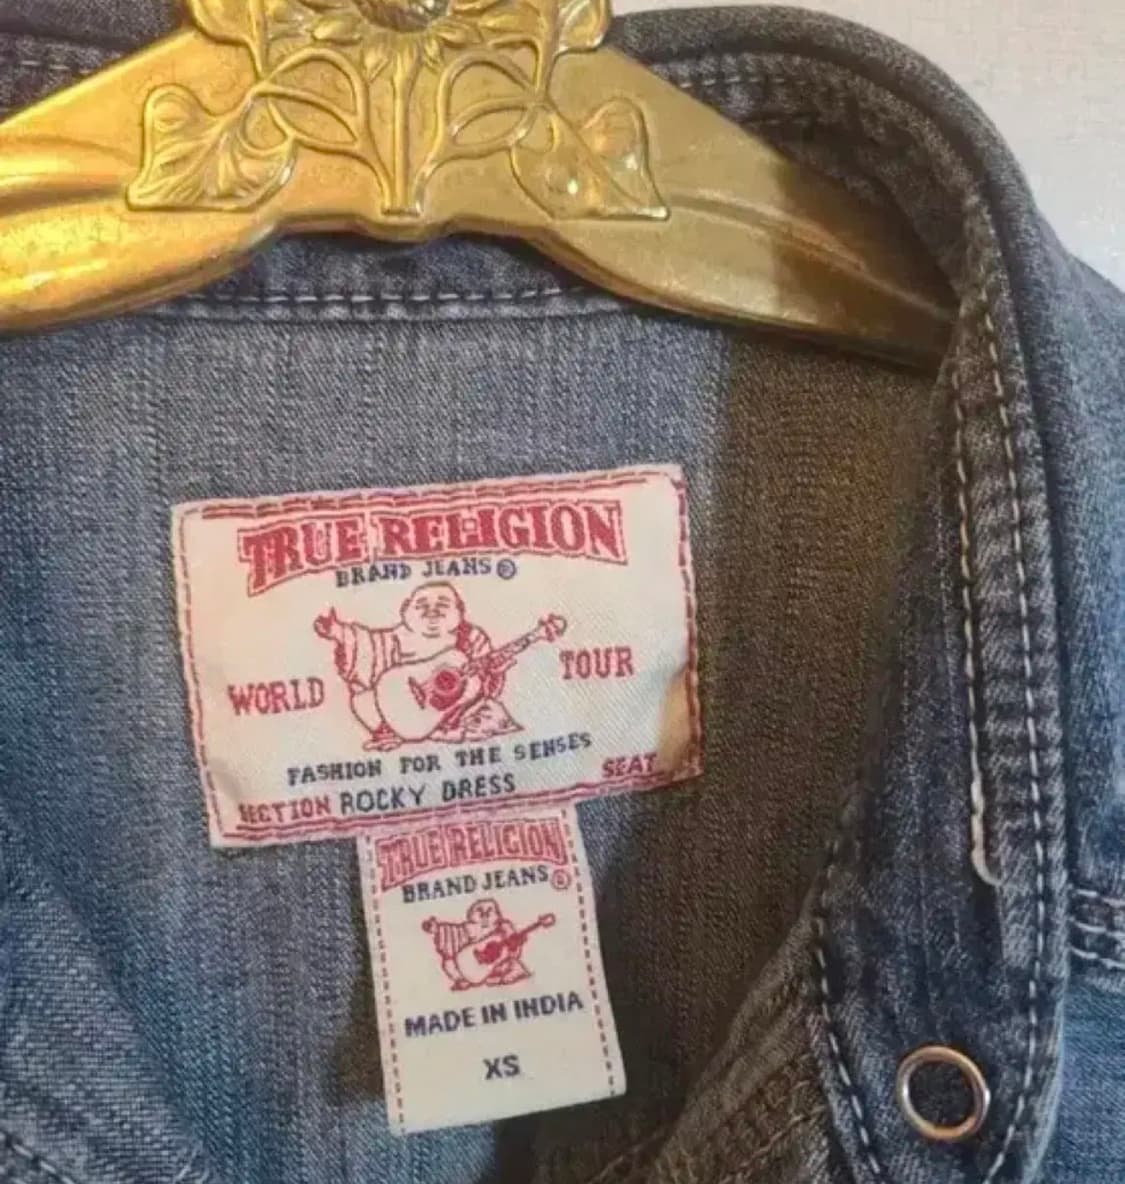 TRUE RELIGION
BRAND JEANS®
WORLD TOUR
FASHION FOR THE SENSES
SECTION ROCKY DRESS SEAT
TRUE RELIGION
BRAND JEANS®
MADE IN INDIA
XS